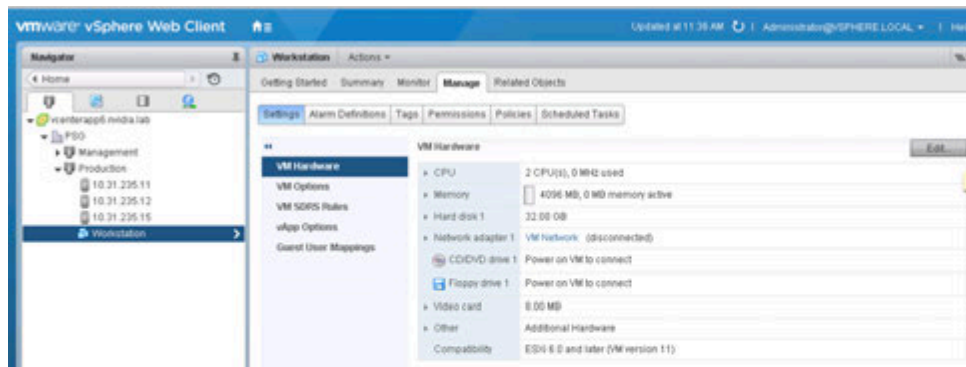 vmware vSphere Web Client
Updated at 11:36 AM
Administrator@VSPHERE.LOCAL
Navigator
Home
vcenterapp6.nvidia.lab
PSO
Management
Production
10.31.235.11
10.31.235.12
10.31.235.15
Workstation
Workstation Actions
Getting Started Summary Monitor Manage Related Objects
Settings Alarm Definitions Tags Permissions Policies Scheduled Tasks
VM Hardware
VM Options
VM SDRS Rules
vApp Options
Guest User Mappings
VM Hardware
Edit...
CPU 2 CPU(s), 0 MHz used
Memory 4096 MB, 0 MB memory active
Hard disk 1 32.00 GB
Network adapter 1 VM Network (disconnected)
CD/DVD drive 1 Power on VM to connect
Floppy drive 1 Power on VM to connect
Video card 8.00 MB
Other Additional Hardware
Compatibility ESXi 6.0 and later (VM version 11)